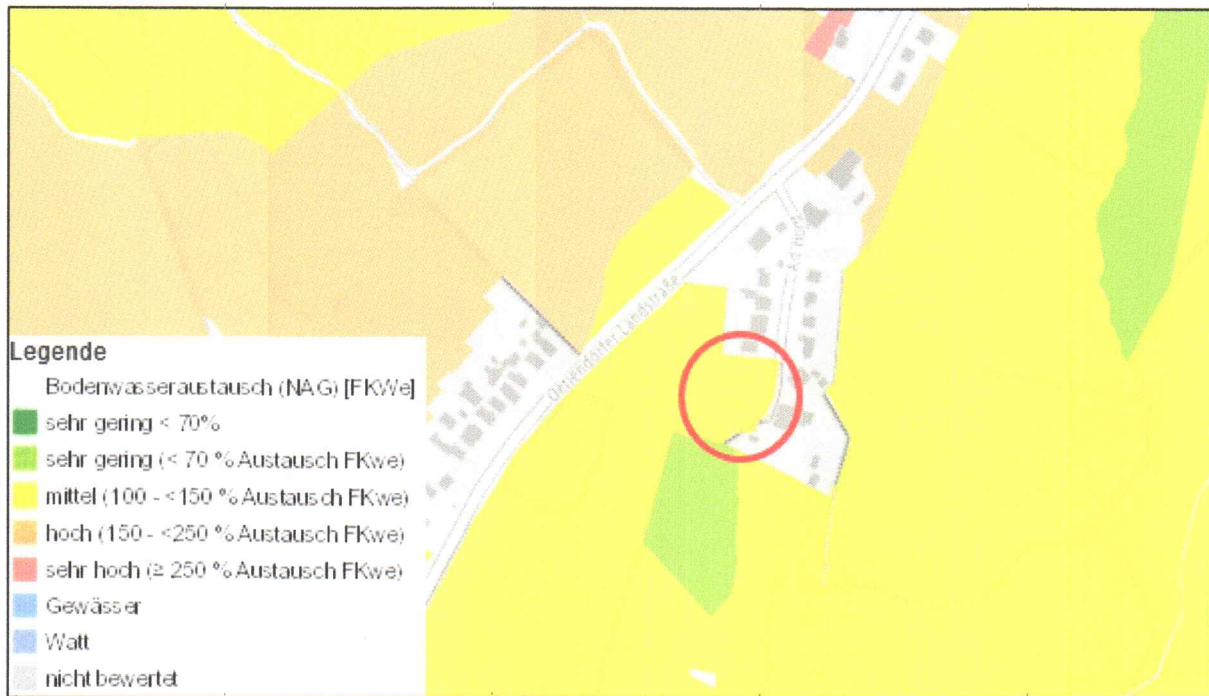 Oetjendorfer Landstraße
Legende
Bodenwasseraustausch (NAG) [FKWe]
sehr gering < 70%
sehr gering (< 70 % Austausch FKwe)
mittel (100 - <150 % Austausch FKwe)
hoch (150 - <250 % Austausch FKwe)
sehr hoch (≥ 250 % Austausch FKwe)
Gewässer
Watt
nicht bewertet